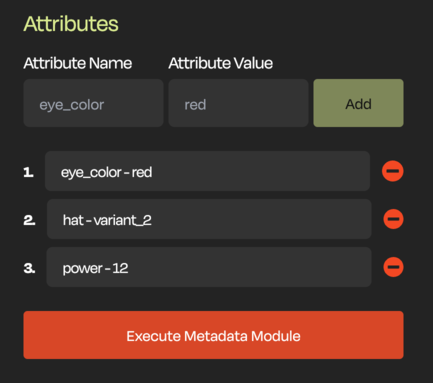 Attributes
Attribute Name Attribute Value
eye_color red Add
1. eye_color - red
2. hat - variant_2
3. power - 12
Execute Metadata Module